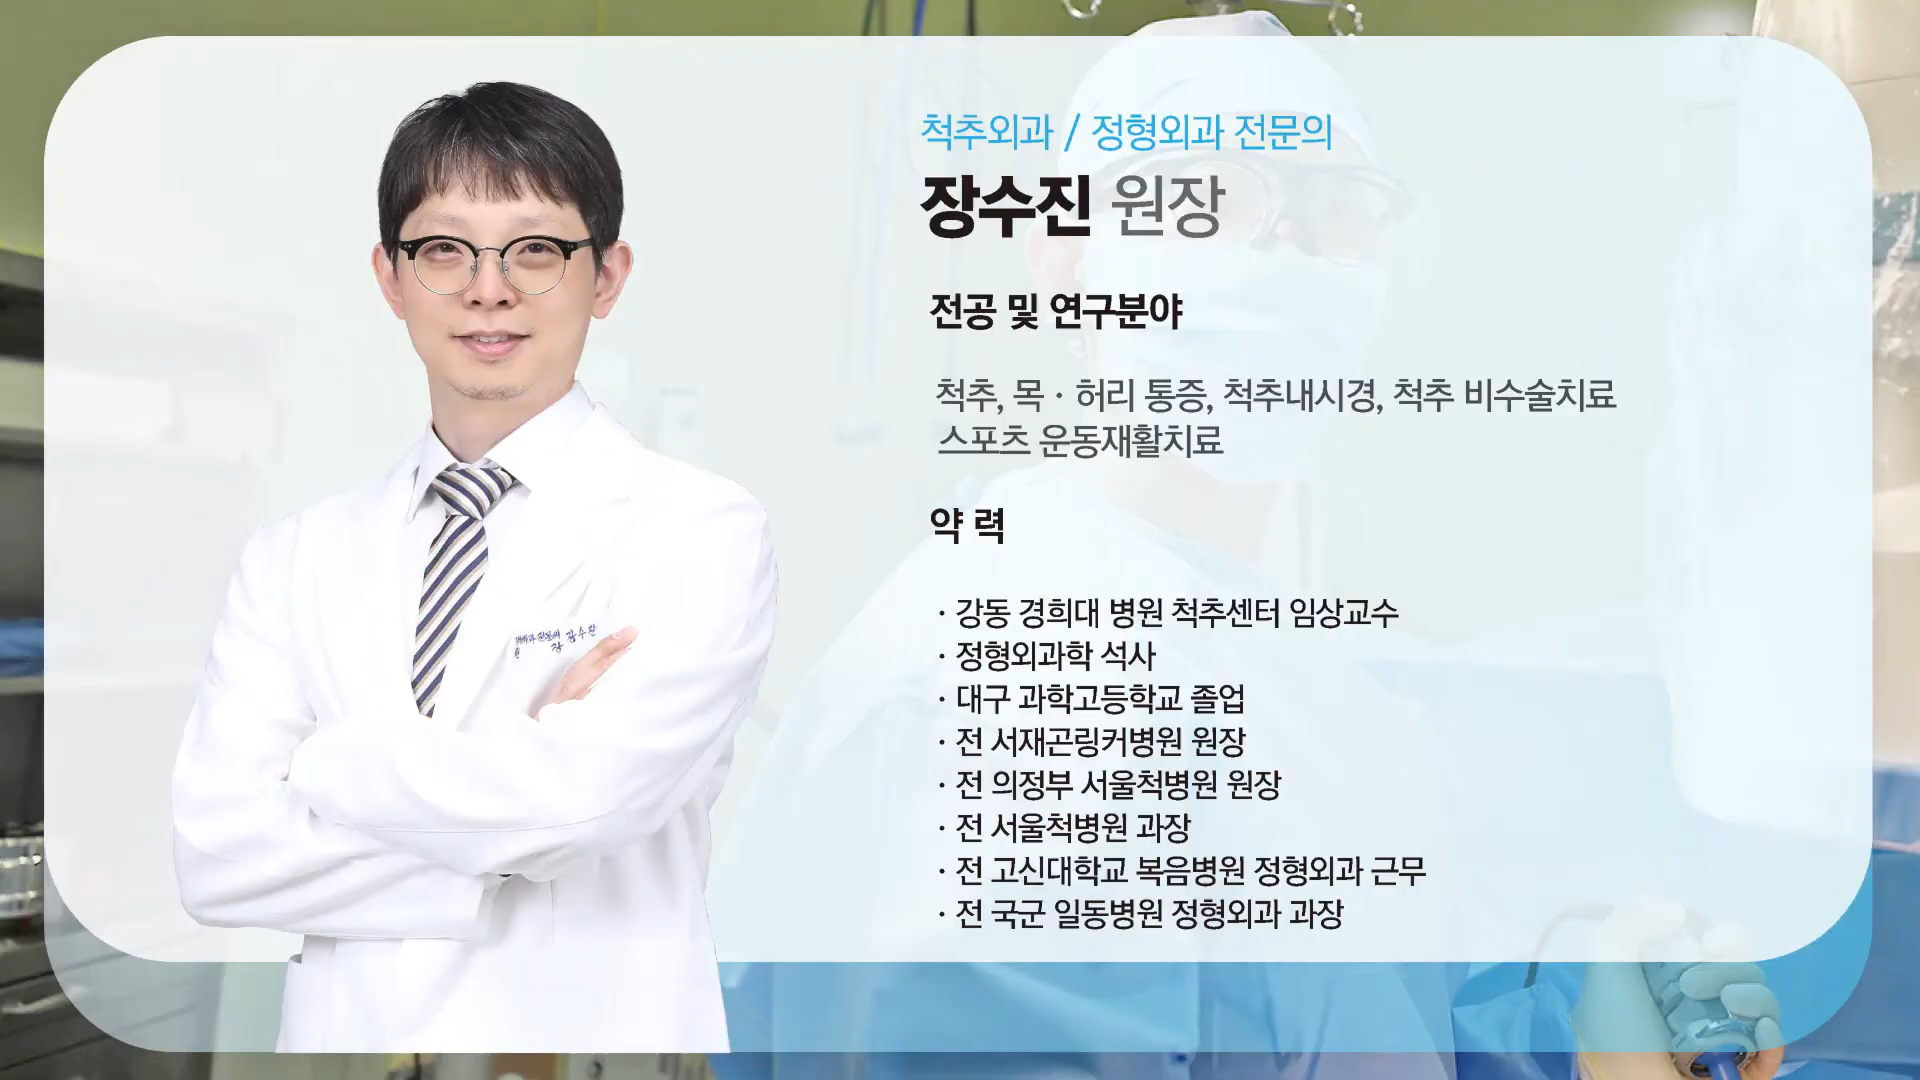 척추외과 / 정형외과 전문의
장수진 원장
전공 및 연구분야
척추, 목 · 허리 통증, 척추내시경, 척추 비수술치료
스포츠 운동재활치료
약 력
· 강동 경희대 병원 척추센터 임상교수
· 정형외과학 석사
· 대구 과학고등학교 졸업
· 전 서재곤링커병원 원장
· 전 의정부 서울척병원 원장
· 전 서울척병원 과장
· 전 고신대학교 복음병원 정형외과 근무
· 전 국군 일동병원 정형외과 과장
전문의 장수진
장